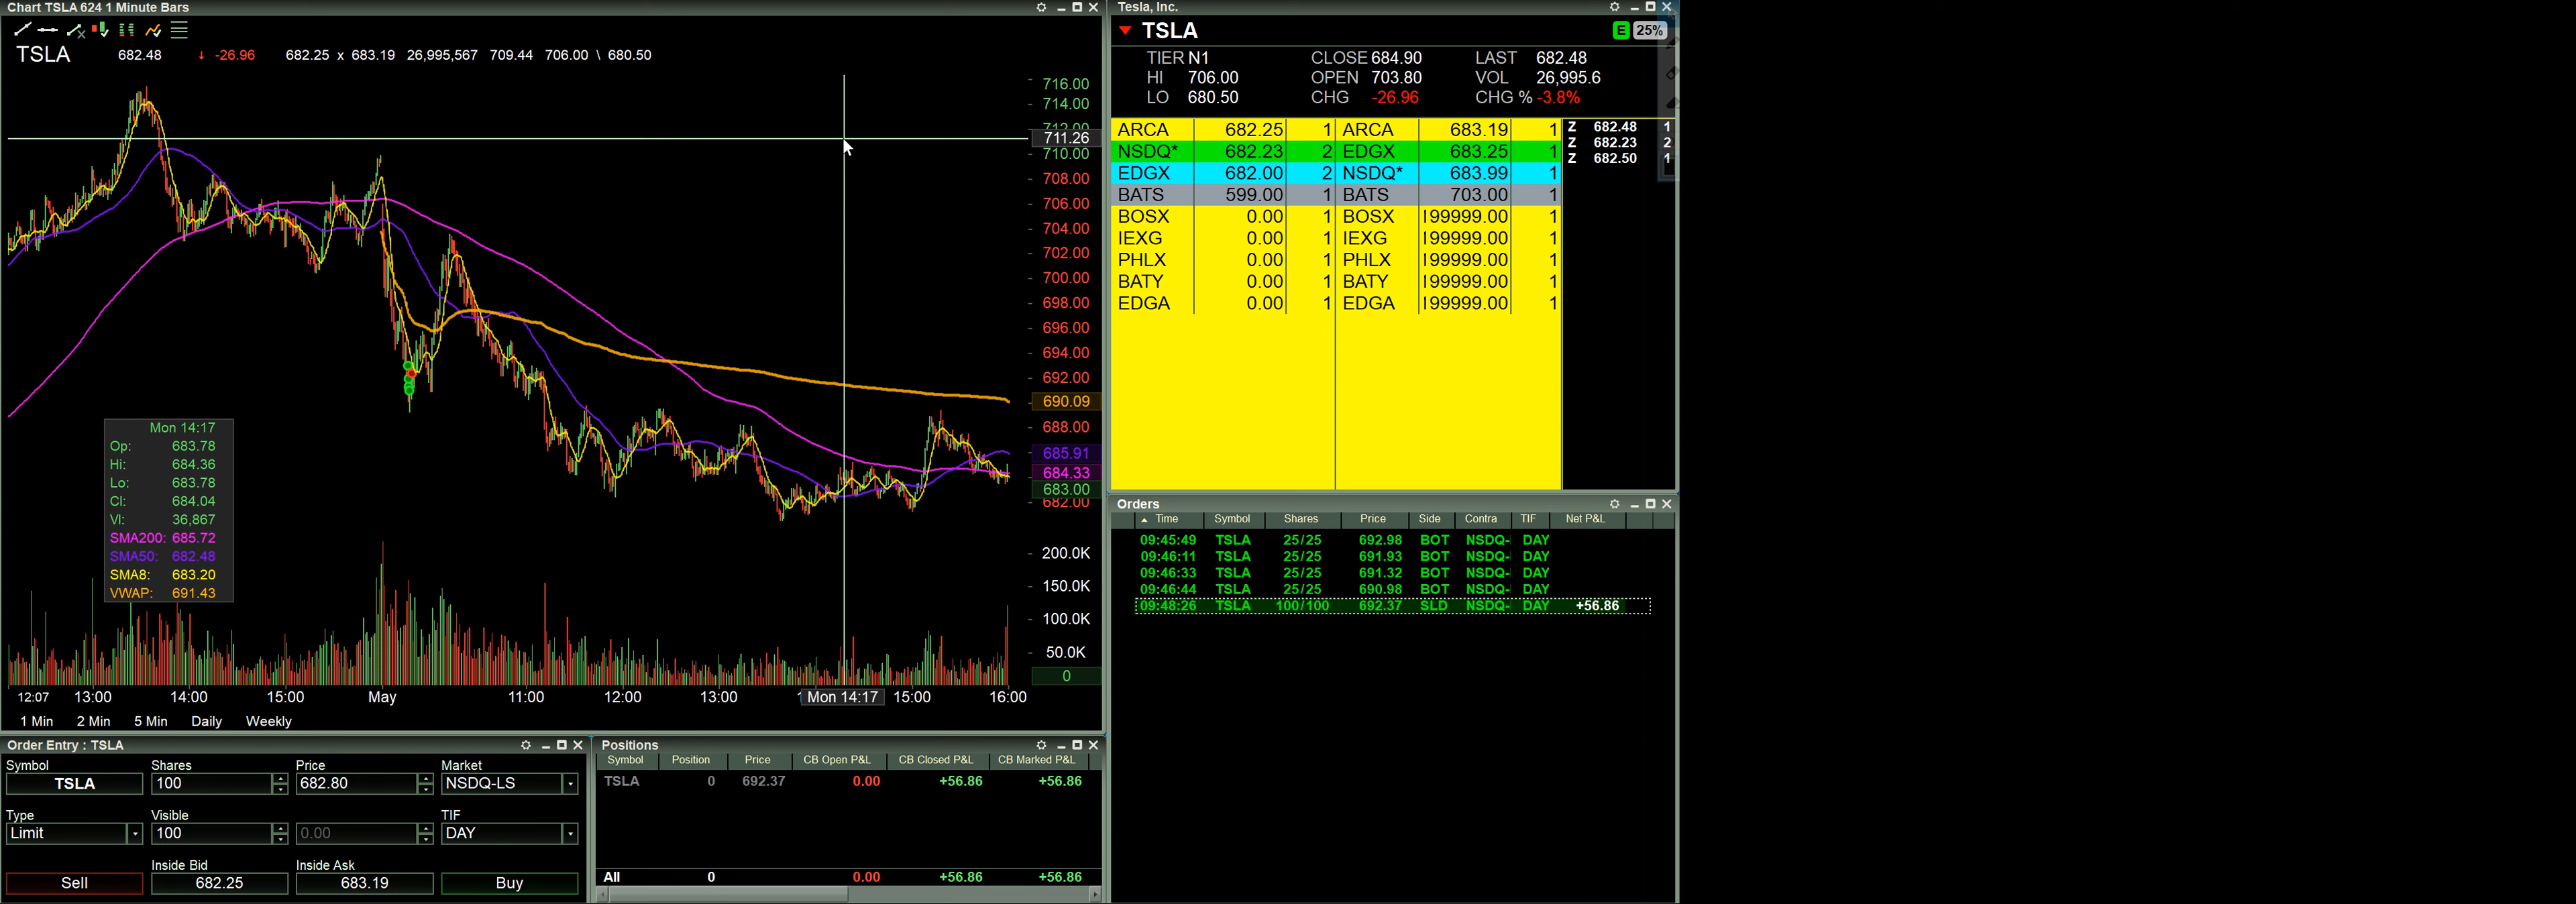 Chart TSLA 624 1 Minute Bars
TSLA 682.48 ↓ -26.96 682.25 x 683.19 26,995,567 709.44 706.00 \ 680.50
716.00
714.00
712.00
711.26
710.00
708.00
706.00
704.00
702.00
700.00
698.00
696.00
694.00
692.00
690.09
688.00
685.91
684.33
683.00
682.00
Mon 14:17
Op: 683.78
Hi: 684.36
Lo: 683.78
Cl: 684.04
Vl: 36,867
SMA200: 685.72
SMA50: 682.48
SMA8: 683.20
VWAP: 691.43
200.0K
150.0K
100.0K
50.0K
0
12:07 13:00 14:00 15:00 May 11:00 12:00 13:00 Mon 14:17 15:00 16:00
1 Min 2 Min 5 Min Daily Weekly
Order Entry : TSLA
Symbol Shares Price Market
TSLA 100 682.80 NSDQ-LS
Type Visible TIF
Limit 100 0.00 DAY
Inside Bid Inside Ask
Sell 682.25 683.19 Buy
Positions
Symbol Position Price CB Open P&L CB Closed P&L CB Marked P&L
TSLA 0 692.37 0.00 +56.86 +56.86
All 0 0.00 +56.86 +56.86
Tesla, Inc.
TSLA E 25%
TIER N1 CLOSE 684.90 LAST 682.48
HI 706.00 OPEN 703.80 VOL 26,995.6
LO 680.50 CHG -26.96 CHG % -3.8%
ARCA 682.25 1 ARCA 683.19 1
NSDQ* 682.23 2 EDGX 683.25 1
EDGX 682.00 2 NSDQ* 683.99 1
BATS 599.00 1 BATS 703.00 1
BOSX 0.00 1 BOSX 199999.00 1
IEXG 0.00 1 IEXG 199999.00 1
PHLX 0.00 1 PHLX 199999.00 1
BATY 0.00 1 BATY 199999.00 1
EDGA 0.00 1 EDGA 199999.00 1
Z 682.48 1
Z 682.23 2
Z 682.50 1
Orders
Time Symbol Shares Price Side Contra TIF Net P&L
09:45:49 TSLA 25/25 692.98 BOT NSDQ- DAY
09:46:11 TSLA 25/25 691.93 BOT NSDQ- DAY
09:46:33 TSLA 25/25 691.32 BOT NSDQ- DAY
09:46:44 TSLA 25/25 690.98 BOT NSDQ- DAY
09:48:26 TSLA 100/100 692.37 SLD NSDQ- DAY +56.86